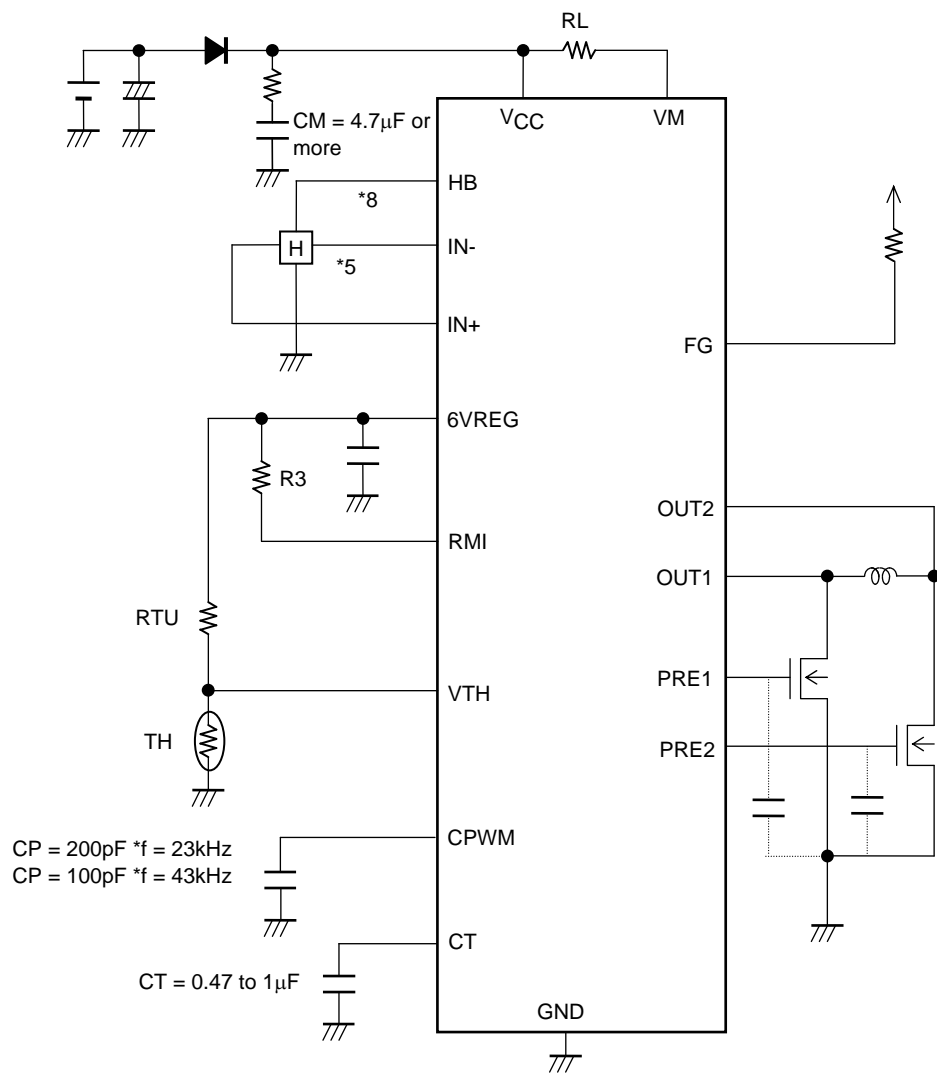 RL
VCC
VM
CM = 4.7μF or
more
HB
*8
H
IN-
*5
IN+
FG
6VREG
R3
OUT2
RMI
OUT1
RTU
PRE1
VTH
TH
PRE2
CPWM
CP = 200pF *f = 23kHz
CP = 100pF *f = 43kHz
CT
CT = 0.47 to 1μF
GND